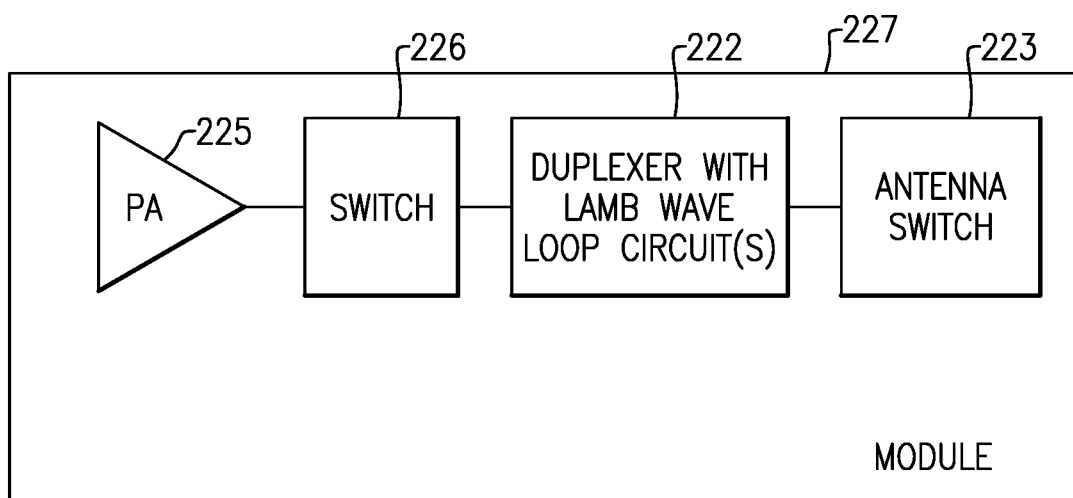 226
222
227
223
225
PA
SWITCH
DUPLEXER WITH
LAMB WAVE
LOOP CIRCUIT(S)
ANTENNA
SWITCH
MODULE